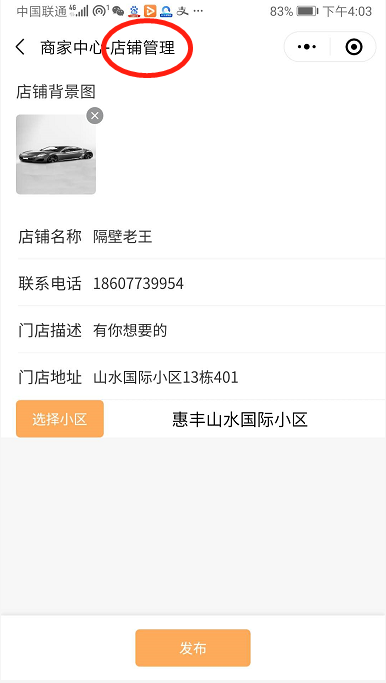 中国联通 83% 下午4:03
商家中心-店铺管理
店铺背景图
店铺名称 隔壁老王
联系电话 18607739954
门店描述 有你想要的
门店地址 山水国际小区13栋401
选择小区 惠丰山水国际小区
发布